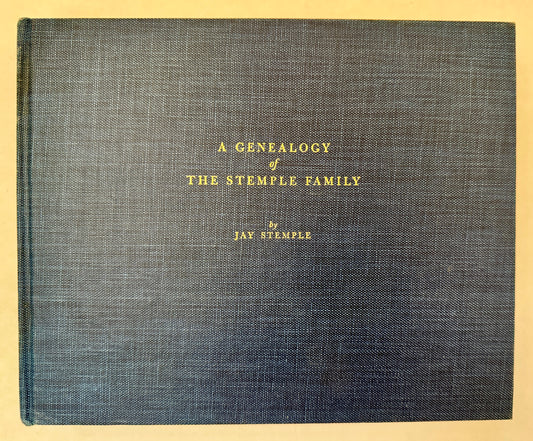 A GENEALOGY
of
THE STEMPLE FAMILY
by
JAY STEMPLE